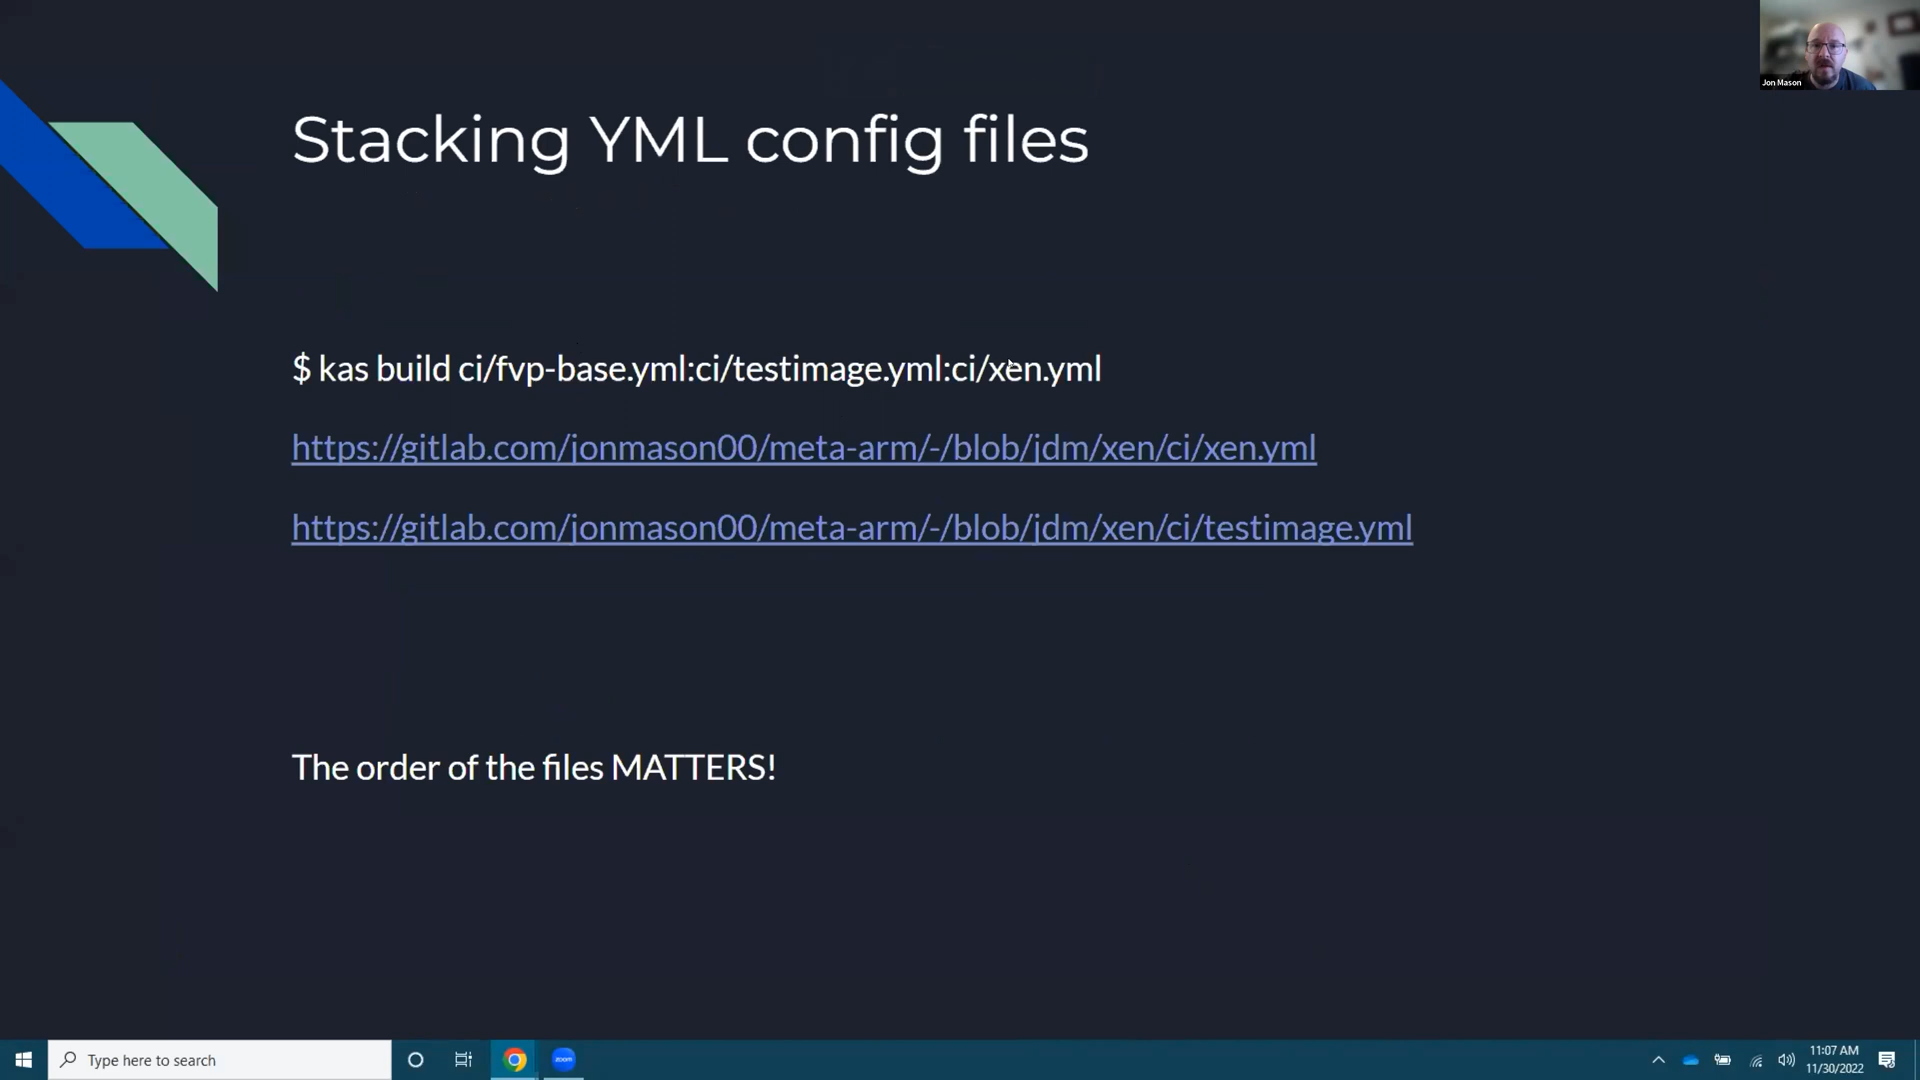 Jon Mason
Stacking YML config files
$ kas build ci/fvp-base.yml:ci/testimage.yml:ci/xen.yml
https://gitlab.com/jonmason00/meta-arm/-/blob/jdm/xen/ci/xen.yml
https://gitlab.com/jonmason00/meta-arm/-/blob/jdm/xen/ci/testimage.yml
The order of the files MATTERS!
Type here to search
zoom
11:07 AM
11/30/2022